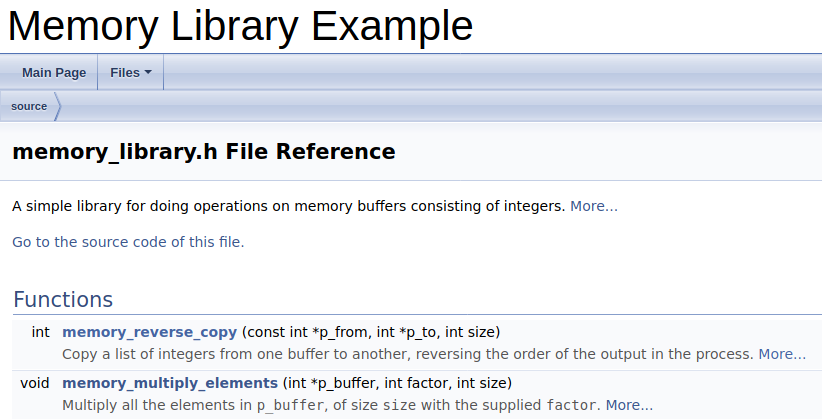 Memory Library Example
Main Page Files
source
memory_library.h File Reference
A simple library for doing operations on memory buffers consisting of integers. More...
Go to the source code of this file.
Functions
int memory_reverse_copy (const int *p_from, int *p_to, int size)
Copy a list of integers from one buffer to another, reversing the order of the output in the process. More...
void memory_multiply_elements (int *p_buffer, int factor, int size)
Multiply all the elements in p_buffer, of size size with the supplied factor. More...